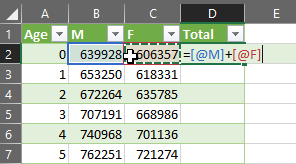 A B C D E
1 Age M F Total
2 0 639928 606357 =[@M]+[@F]
3 1 653250 618331
4 2 672264 635785
5 3 707191 668986
6 4 740968 701136
7 5 762251 721274